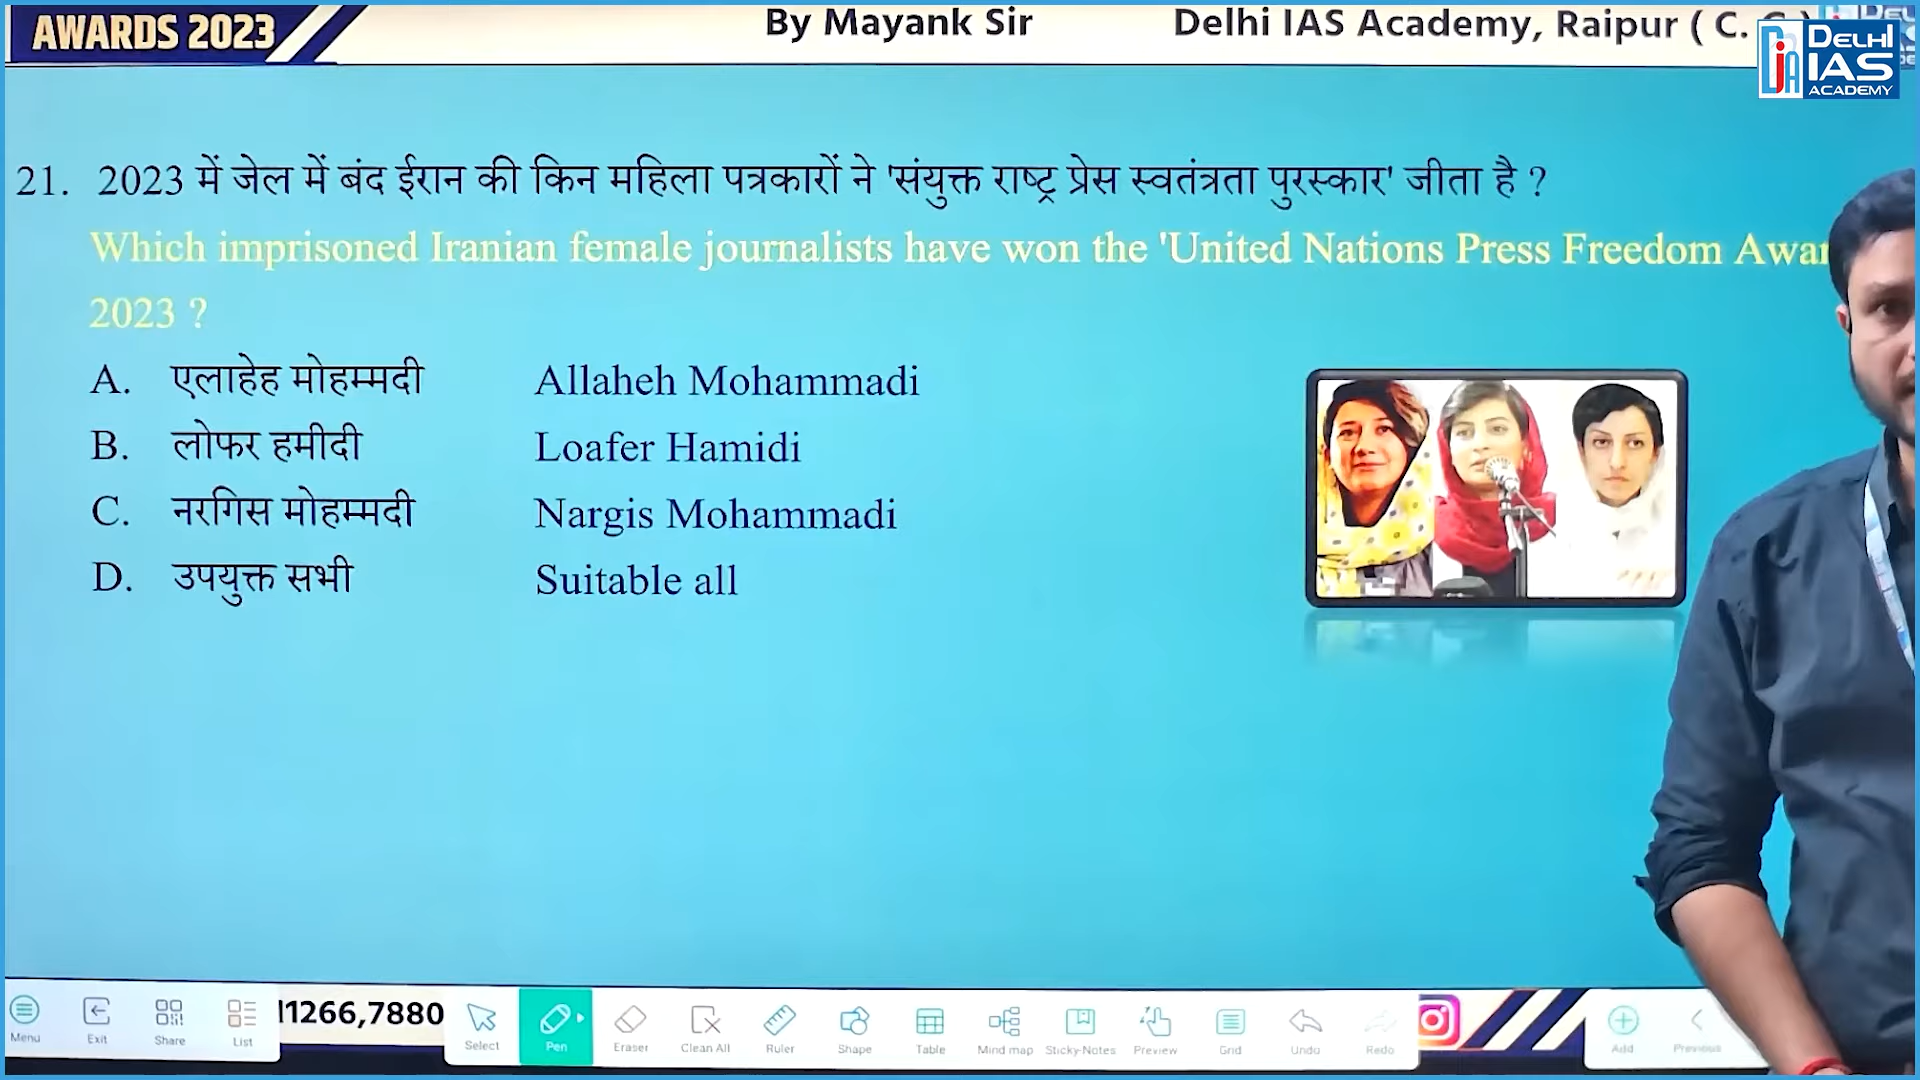 AWARDS 2023
By Mayank Sir
Delhi IAS Academy, Raipur ( C.
DELHI
IAS
ACADEMY
21. 2023 में जेल में बंद ईरान की किन महिला पत्रकारों ने 'संयुक्त राष्ट्र प्रेस स्वतंत्रता पुरस्कार' जीता है ?
Which imprisoned Iranian female journalists have won the 'United Nations Press Freedom Awar
2023 ?
A. एलाहेह मोहम्मदी Allaheh Mohammadi
B. लोफर हमीदी Loafer Hamidi
C. नरगिस मोहम्मदी Nargis Mohammadi
D. उपयुक्त सभी Suitable all
11266,7880
Menu Exit Share List Select Pen Eraser Clean All Ruler Shape Table Mind map Sticky-Notes Preview Grid Undo Redo Add Previous